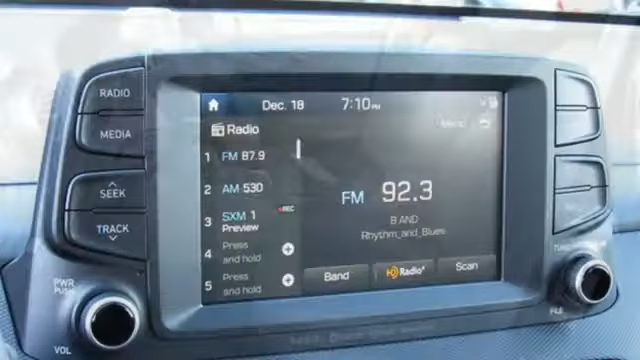 RADIO
MEDIA
SEEK
TRACK
PWR
PUSH
VOL
Dec. 18
7:10 PM
Radio
1 FM 87.9
2 AM 530
3 SXM 1
Preview
REC
4 Press
and hold
5 Press
and hold
Menu
FM 92.3
B AND
Rhythm_and_Blues
Band
HD Radio
Scan
FILE